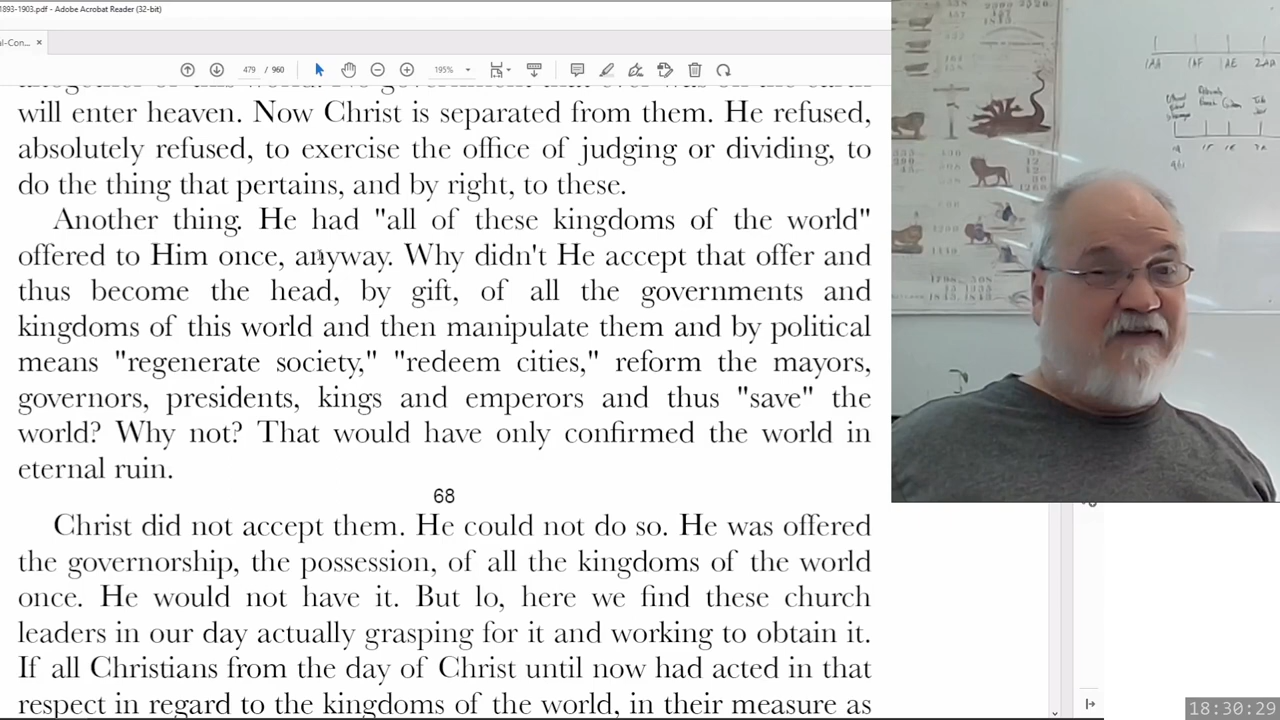 1893-1903.pdf - Adobe Acrobat Reader (32-bit)
al-Con... ×
479 / 960
195%
will enter heaven. Now Christ is separated from them. He refused,
absolutely refused, to exercise the office of judging or dividing, to
do the thing that pertains, and by right, to these.
Another thing. He had "all of these kingdoms of the world"
offered to Him once, anyway. Why didn't He accept that offer and
thus become the head, by gift, of all the governments and
kingdoms of this world and then manipulate them and by political
means "regenerate society," "redeem cities," reform the mayors,
governors, presidents, kings and emperors and thus "save" the
world? Why not? That would have only confirmed the world in
eternal ruin.
68
Christ did not accept them. He could not do so. He was offered
the governorship, the possession, of all the kingdoms of the world
once. He would not have it. But lo, here we find these church
leaders in our day actually grasping for it and working to obtain it.
If all Christians from the day of Christ until now had acted in that
respect in regard to the kingdoms of the world, in their measure as
18:30:29